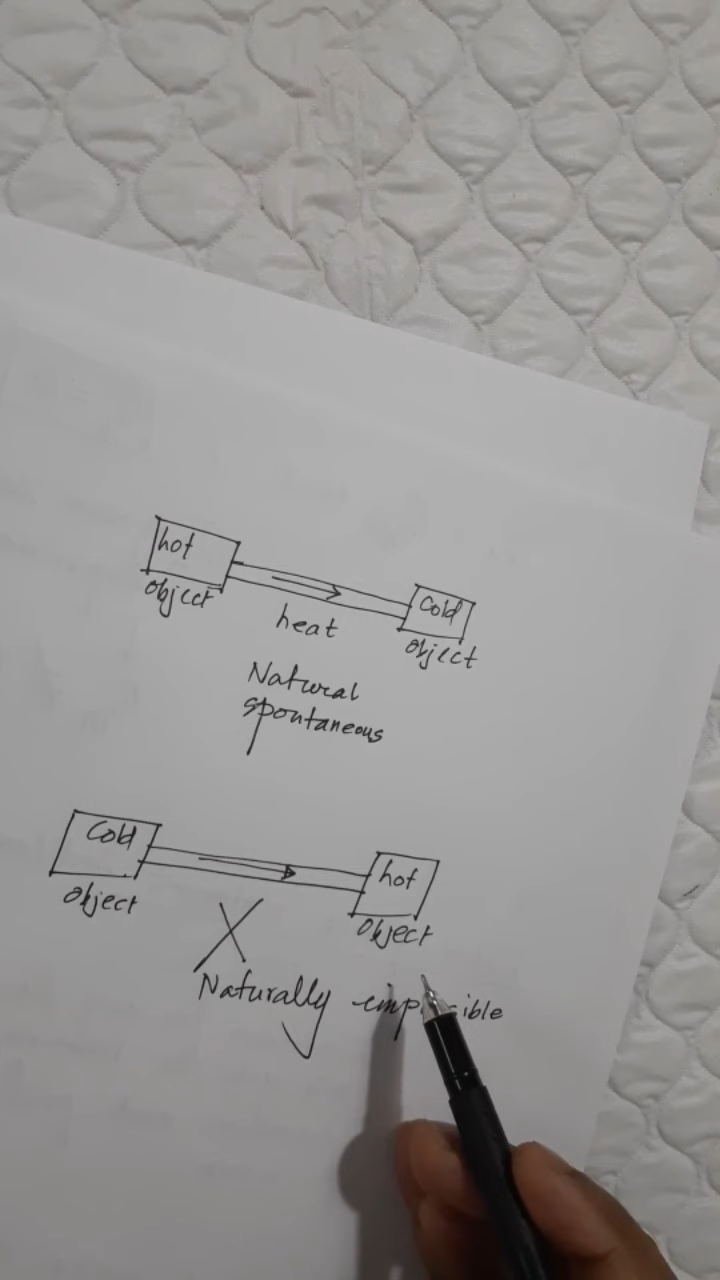 hot
object
heat
Cold
object
Natural
spontaneous
Cold
object
hot
object
X
Naturally